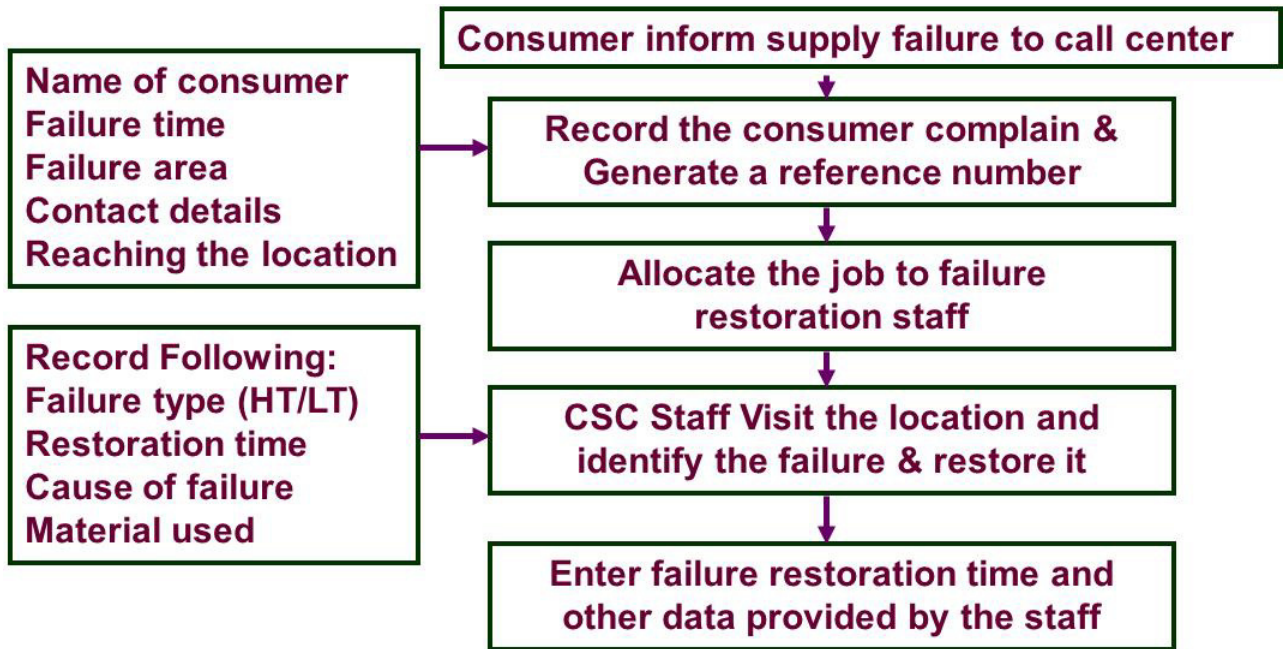 Consumer inform supply failure to call center
Name of consumer
Failure time
Failure area
Contact details
Reaching the location
Record the consumer complain &
Generate a reference number
Allocate the job to failure
restoration staff
Record Following:
Failure type (HT/LT)
Restoration time
Cause of failure
Material used
CSC Staff Visit the location and
identify the failure & restore it
Enter failure restoration time and
other data provided by the staff